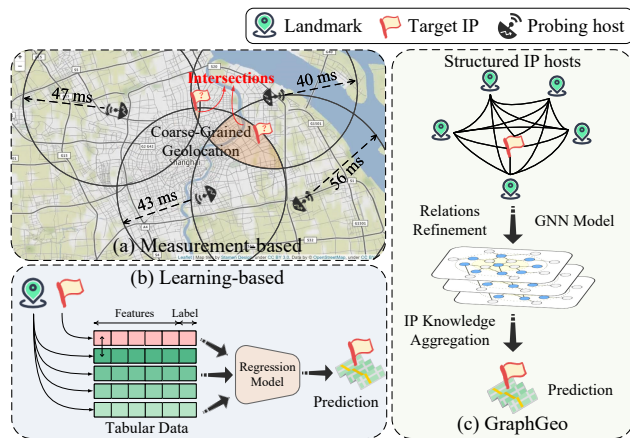 Landmark
Target IP
Probing host
Intersections
47 ms
40 ms
Coarse-Grained
Geolocation
Shanghai
43 ms
56 ms
(a) Measurement-based
(b) Learning-based
Features
Label
Regression
Model
Tabular Data
Prediction
Structured IP hosts
Relations
Refinement
GNN Model
IP Knowledge
Aggregation
Prediction
(c) GraphGeo